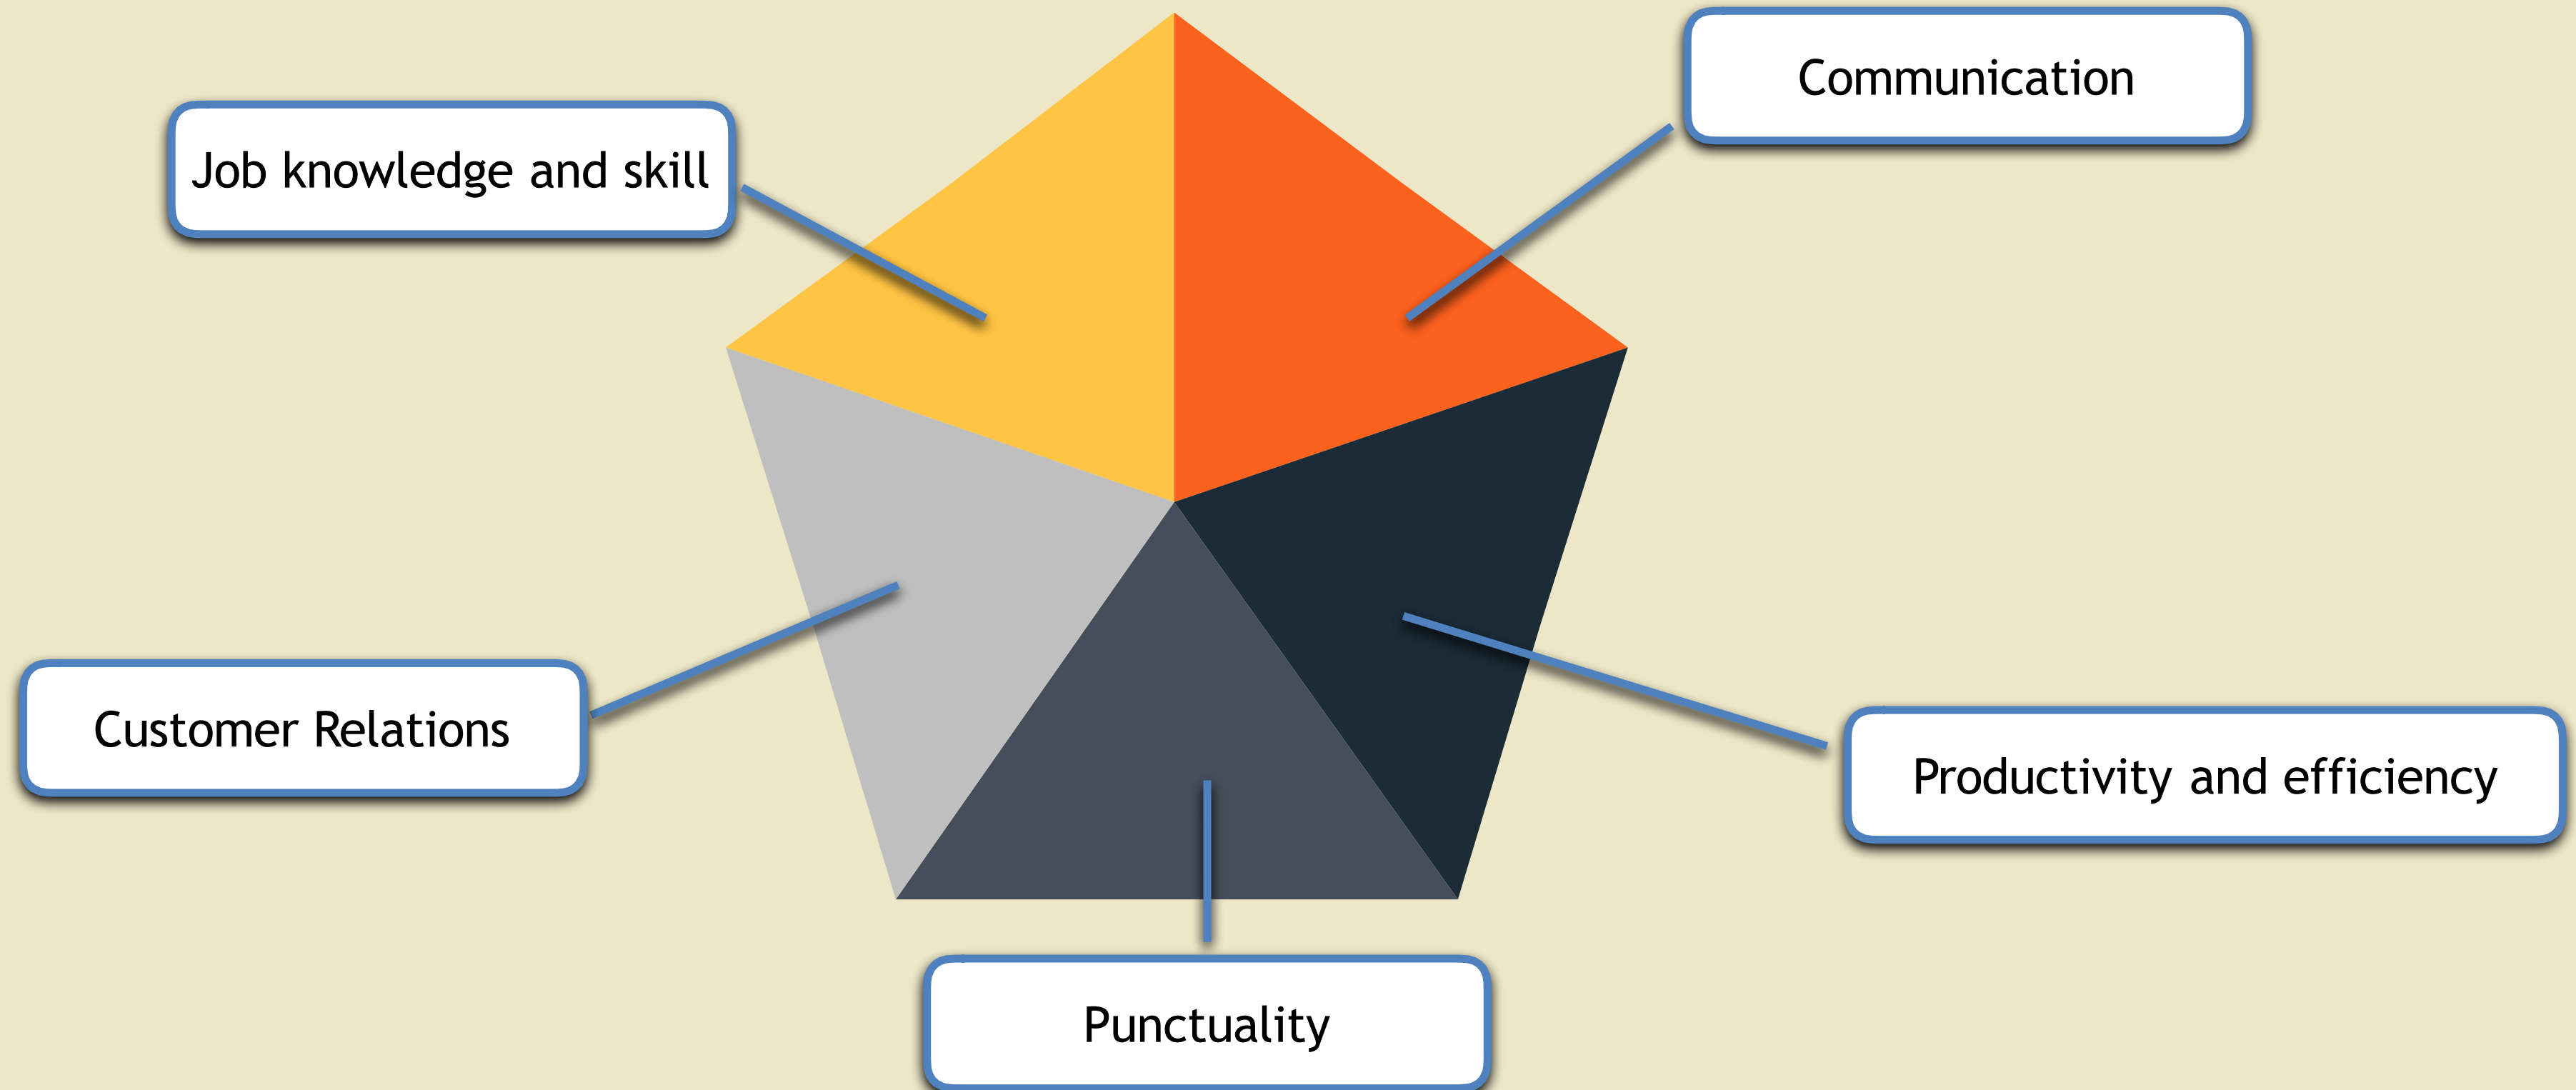 Communication
Job knowledge and skill
Customer Relations
Productivity and efficiency
Punctuality